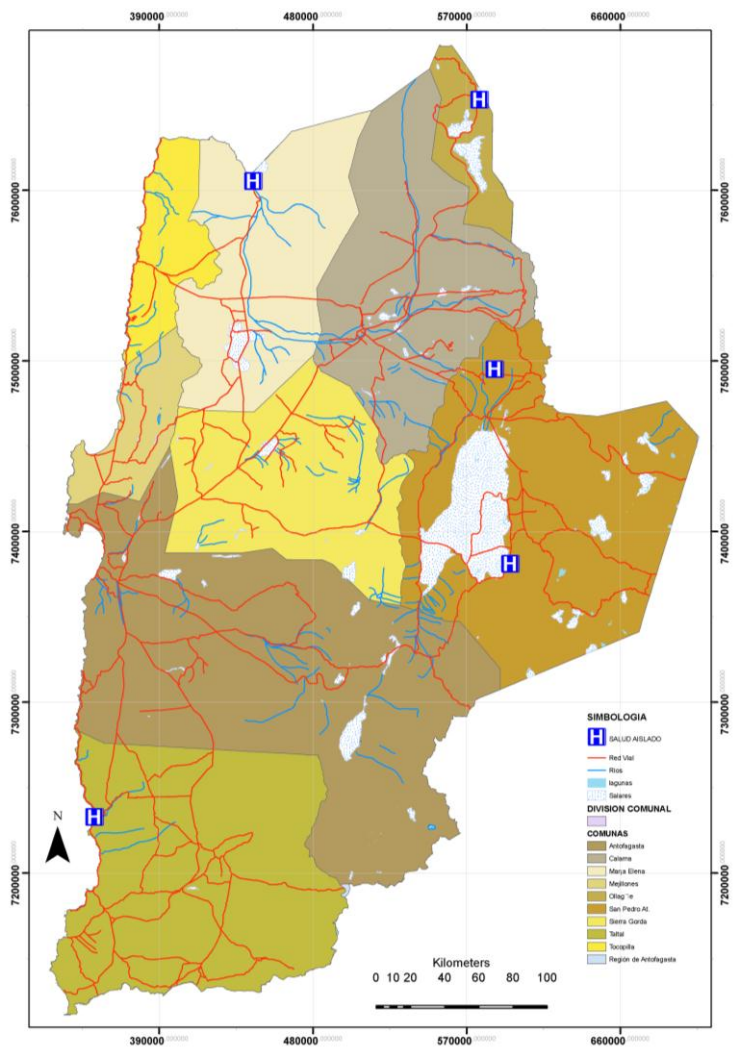 390000 480000 570000 660000
7600000 7600000
7500000 7500000
7400000 7400000
7300000 7300000
7200000 7200000
H
H
H
H
H
N
SIMBOLOGIA
H SALUD AISLADO
Red Vial
Rios
lagunas
Salares
DIVISION COMUNAL
COMUNAS
Antofagasta
Calama
Marya Elena
Mejillones
Ollag¨e
San Pedro At.
Sierra Gorda
Taltal
Tocopilla
Región de Antofagasta
Kilometers
0 10 20 40 60 80 100
390000 480000 570000 660000